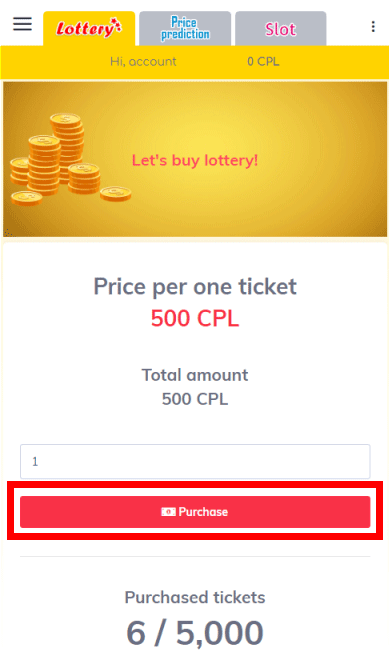 Lottery
Price
prediction
Slot
Hi, account
0 CPL
Let's buy lottery!
Price per one ticket
500 CPL
Total amount
500 CPL
1
Purchase
Purchased tickets
6 / 5,000